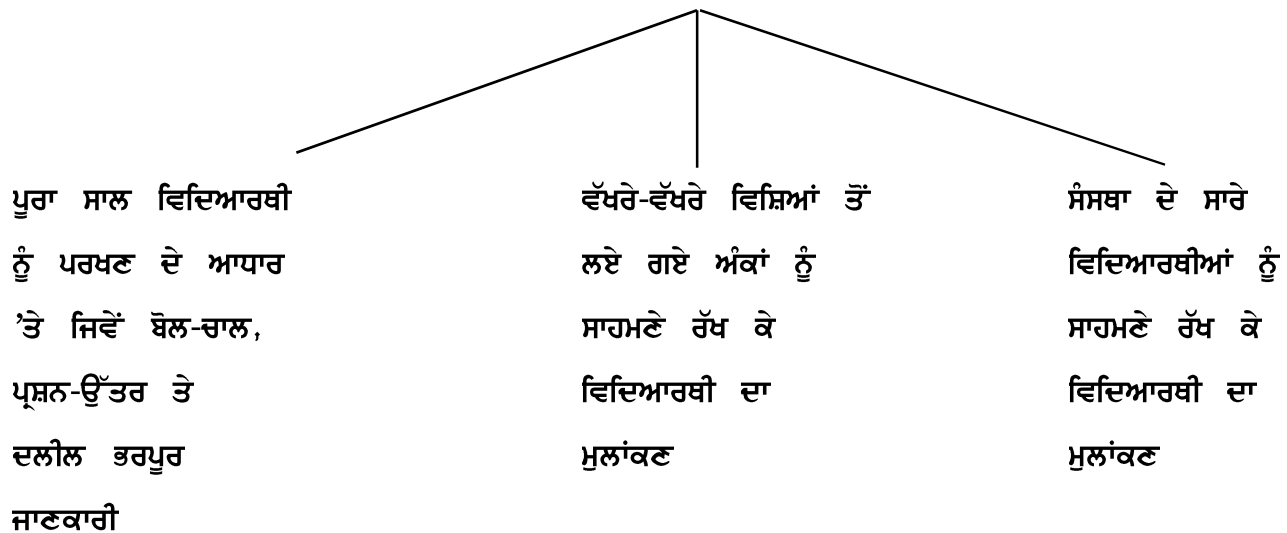 ਪੂਰਾ ਸਾਲ ਵਿਦਿਆਰਥੀ
ਨੂੰ ਪਰਖਣ ਦੇ ਆਧਾਰ
’ਤੇ ਜਿਵੇਂ ਬੋਲ-ਚਾਲ,
ਪ੍ਰਸ਼ਨ-ਉੱਤਰ ਤੇ
ਦਲੀਲ ਭਰਪੂਰ
ਜਾਣਕਾਰੀ
ਵੱਖਰੇ-ਵੱਖਰੇ ਵਿਸ਼ਿਆਂ ਤੋਂ
ਲਏ ਗਏ ਅੰਕਾਂ ਨੂੰ
ਸਾਹਮਣੇ ਰੱਖ ਕੇ
ਵਿਦਿਆਰਥੀ ਦਾ
ਮੁਲਾਂਕਣ
ਸੰਸਥਾ ਦੇ ਸਾਰੇ
ਵਿਦਿਆਰਥੀਆਂ ਨੂੰ
ਸਾਹਮਣੇ ਰੱਖ ਕੇ
ਵਿਦਿਆਰਥੀ ਦਾ
ਮੁਲਾਂਕਣ